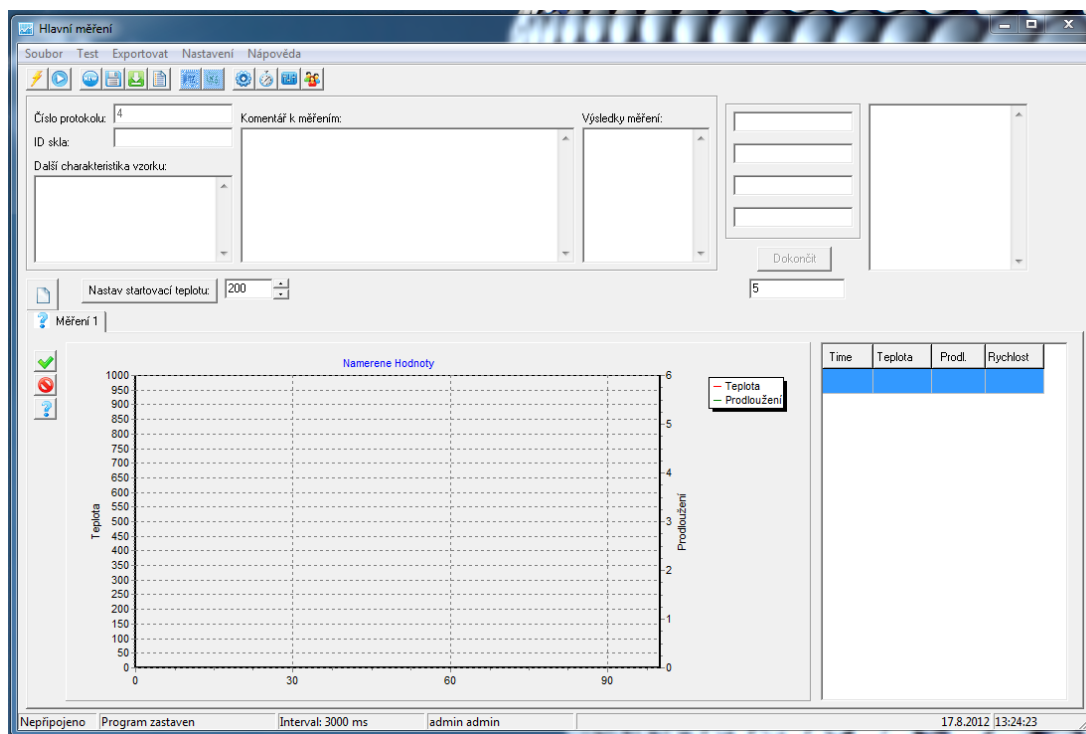 Hlavní měření
Soubor Test Exportovat Nastavení Nápověda
Číslo protokolu: 4
Komentář k měřením:
Výsledky měření:
ID skla:
Další charakteristika vzorku:
Dokončit
Nastav startovací teplotu: 200
5
Měření 1
Namerene Hodnoty
Teplota
Prodloužení
Time Teplota Prodl. Rychlost
1000
950
900
850
800
750
700
650
600
550
500
450
400
350
300
250
200
150
100
50
0
Teplota
6
5
4
3
2
1
0
Prodloužení
0 30 60 90
Nepřipojeno Program zastaven Interval: 3000 ms admin admin 17.8.2012 13:24:23